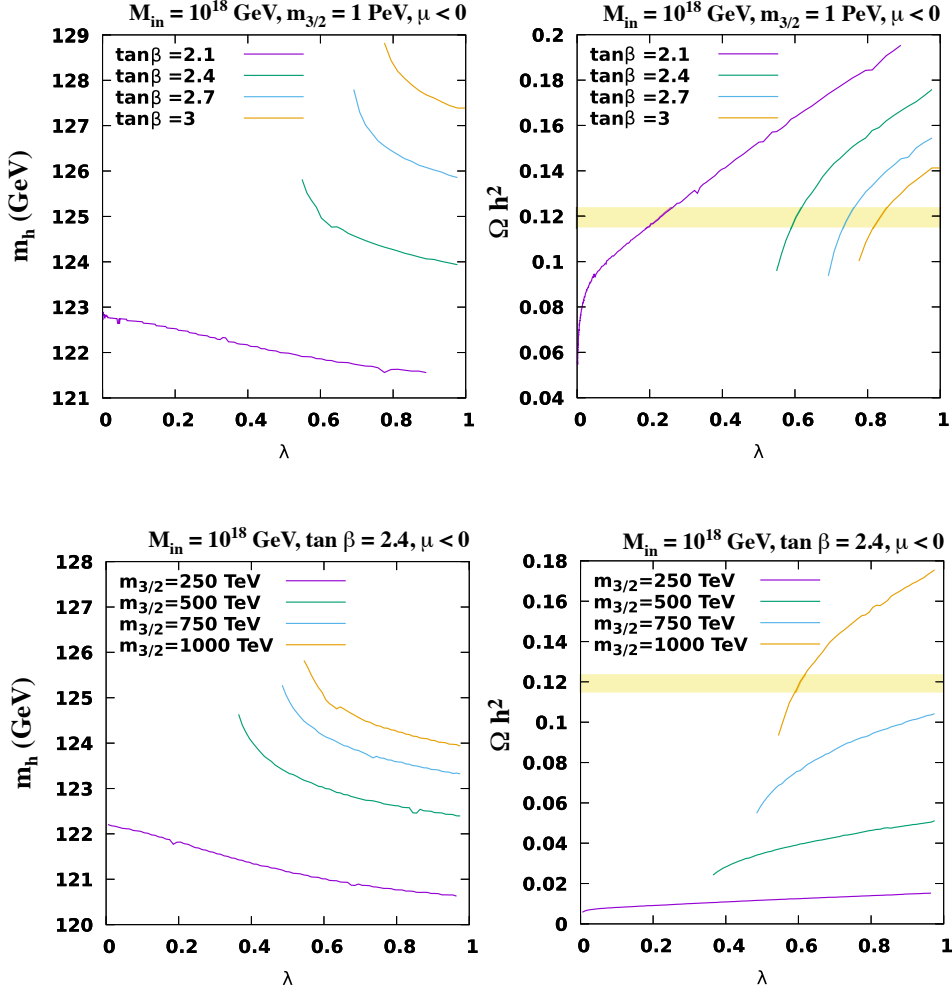 M_in = 10^18 GeV, m_3/2 = 1 PeV, μ < 0
129
128
127
126
125
124
123
122
121
m_h (GeV)
tanβ =2.1
tanβ =2.4
tanβ =2.7
tanβ =3
0 0.2 0.4 0.6 0.8 1
λ
M_in = 10^18 GeV, m_3/2 = 1 PeV, μ < 0
0.2
0.18
0.16
0.14
0.12
0.1
0.08
0.06
0.04
Ω h^2
tanβ =2.1
tanβ =2.4
tanβ =2.7
tanβ =3
0 0.2 0.4 0.6 0.8 1
λ
M_in = 10^18 GeV, tan β = 2.4, μ < 0
128
127
126
125
124
123
122
121
120
m_h (GeV)
m_3/2=250 TeV
m_3/2=500 TeV
m_3/2=750 TeV
m_3/2=1000 TeV
0 0.2 0.4 0.6 0.8 1
λ
M_in = 10^18 GeV, tan β = 2.4, μ < 0
0.18
0.16
0.14
0.12
0.1
0.08
0.06
0.04
0.02
0
Ω h^2
m_3/2=250 TeV
m_3/2=500 TeV
m_3/2=750 TeV
m_3/2=1000 TeV
0 0.2 0.4 0.6 0.8 1
λ